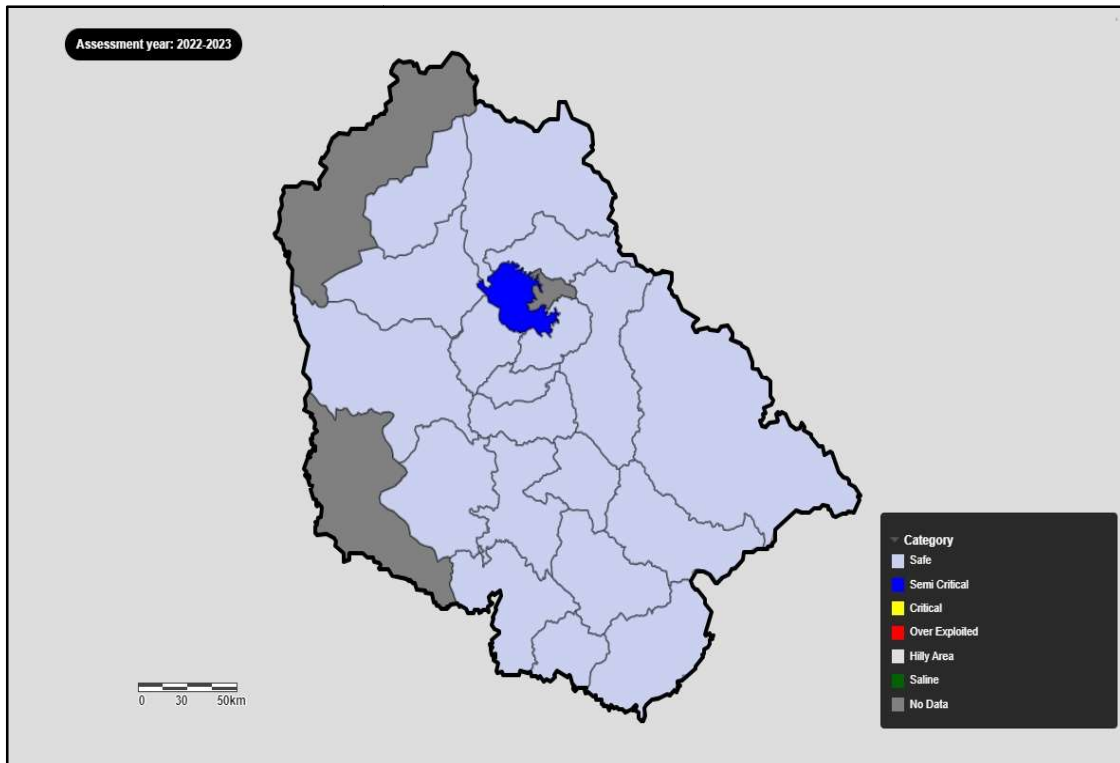 Assessment year: 2022-2023
Category
Safe
Semi Critical
Critical
Over Exploited
Hilly Area
Saline
No Data
0 30 50km